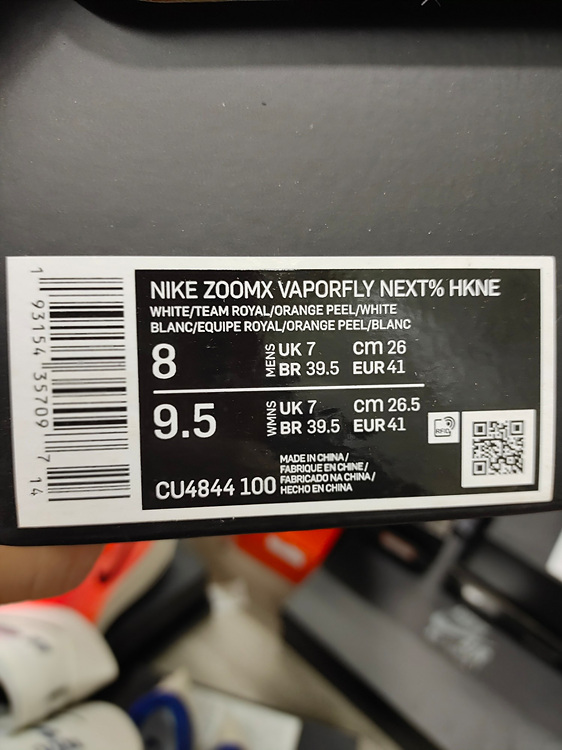 NIKE ZOOMX VAPORFLY NEXT% HKNE
WHITE/TEAM ROYAL/ORANGE PEEL/WHITE
BLANC/EQUIPE ROYAL/ORANGE PEEL/BLANC
8
MENS
UK 7 cm 26
BR 39.5 EUR 41
9.5
WMNS
UK 7 cm 26.5
BR 39.5 EUR 41
RFID
CU4844 100
MADE IN CHINA /
FABRIQUE EN CHINE /
FABRICADO NA CHINA /
HECHO EN CHINA
1 93154 35709 7 14